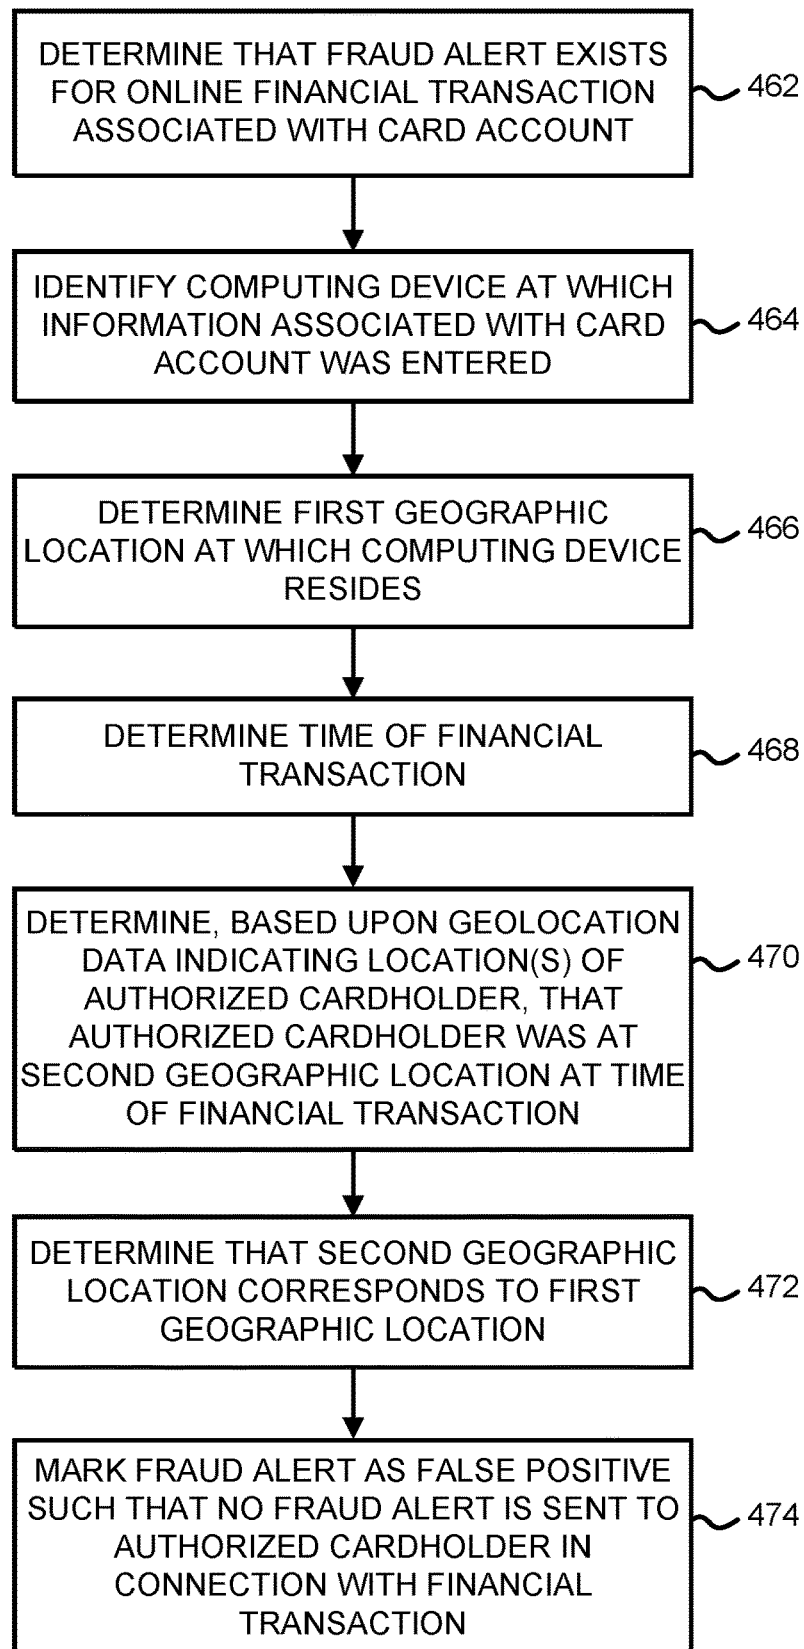 DETERMINE THAT FRAUD ALERT EXISTS
FOR ONLINE FINANCIAL TRANSACTION
ASSOCIATED WITH CARD ACCOUNT
462
IDENTIFY COMPUTING DEVICE AT WHICH
INFORMATION ASSOCIATED WITH CARD
ACCOUNT WAS ENTERED
464
DETERMINE FIRST GEOGRAPHIC
LOCATION AT WHICH COMPUTING DEVICE
RESIDES
466
DETERMINE TIME OF FINANCIAL
TRANSACTION
468
DETERMINE, BASED UPON GEOLOCATION
DATA INDICATING LOCATION(S) OF
AUTHORIZED CARDHOLDER, THAT
AUTHORIZED CARDHOLDER WAS AT
SECOND GEOGRAPHIC LOCATION AT TIME
OF FINANCIAL TRANSACTION
470
DETERMINE THAT SECOND GEOGRAPHIC
LOCATION CORRESPONDS TO FIRST
GEOGRAPHIC LOCATION
472
MARK FRAUD ALERT AS FALSE POSITIVE
SUCH THAT NO FRAUD ALERT IS SENT TO
AUTHORIZED CARDHOLDER IN
CONNECTION WITH FINANCIAL
TRANSACTION
474